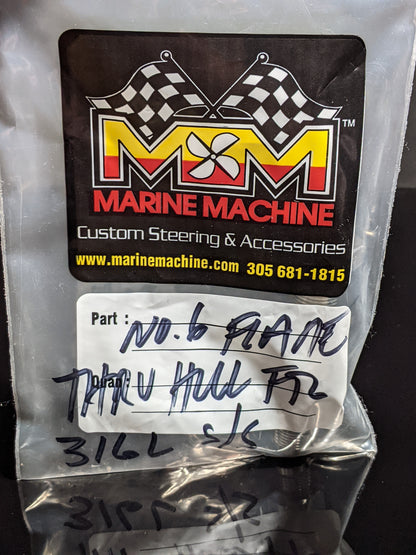 MM™
MARINE MACHINE
Custom Steering & Accessories
www.marinemachine.com 305 681-1815
Part : NO. 6 FLARE
Quan : THRU HULL FTG
316L S/S